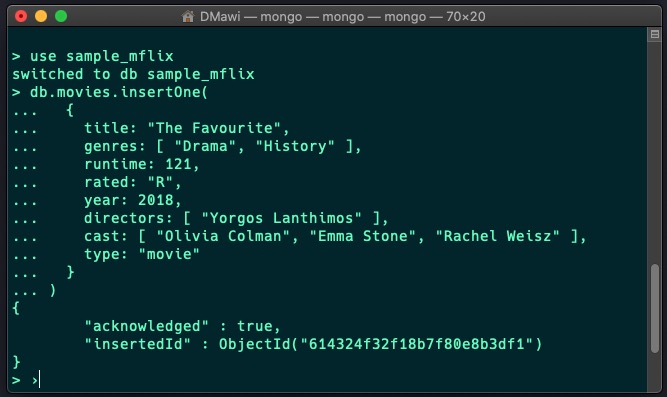 DMawi — mongo — mongo — mongo — 70×20
> use sample_mflix
switched to db sample_mflix
> db.movies.insertOne(
...   {
...     title: "The Favourite",
...     genres: [ "Drama", "History" ],
...     runtime: 121,
...     rated: "R",
...     year: 2018,
...     directors: [ "Yorgos Lanthimos" ],
...     cast: [ "Olivia Colman", "Emma Stone", "Rachel Weisz" ],
...     type: "movie"
...   }
... )
{
        "acknowledged" : true,
        "insertedId" : ObjectId("614324f32f18b7f80e8b3df1")
}
> ›